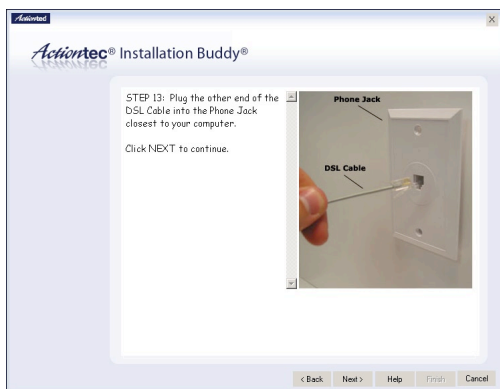 Actiontec
Actiontec® Installation Buddy®
STEP 13: Plug the other end of the
DSL Cable into the Phone Jack
closest to your computer.
Click NEXT to continue.
Phone Jack
DSL Cable
< Back Next > Help Finish Cancel